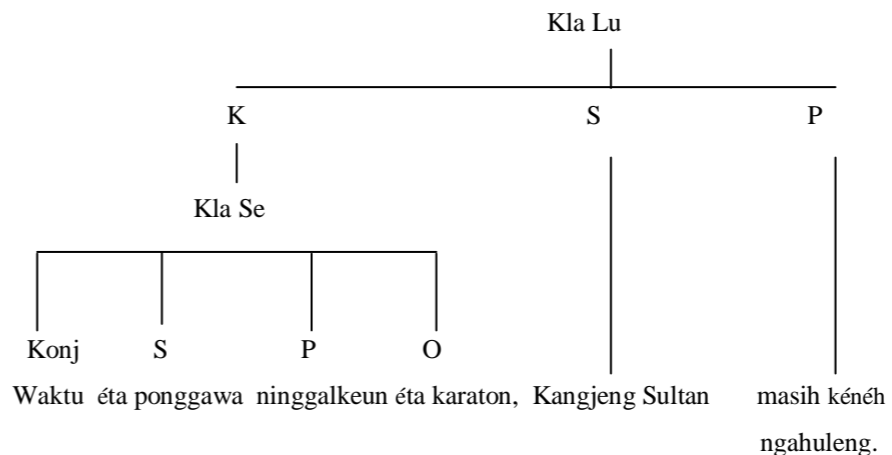 Kla Lu
K S P
Kla Se
Konj S P O
Waktu éta ponggawa ninggalkeun éta karaton, Kangjeng Sultan masih kénéh
ngahuleng.